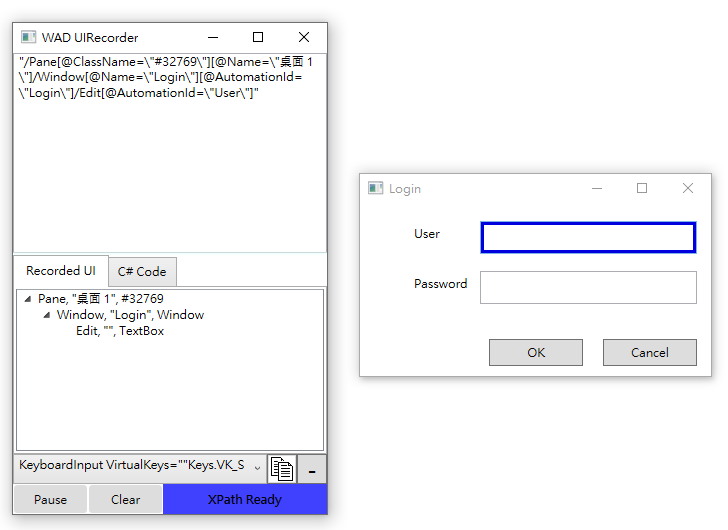 WAD UIRecorder
"/Pane[@ClassName=\"#32769\"][@Name=\"桌面 1
\"]/Window[@Name=\"Login\"][@AutomationId=
\"Login\"]/Edit[@AutomationId=\"User\"]"
Recorded UI
C# Code
Pane, "桌面 1", #32769
Window, "Login", Window
Edit, "", TextBox
KeyboardInput VirtualKeys=""Keys.VK_S
Pause
Clear
XPath Ready
Login
User
Password
OK
Cancel